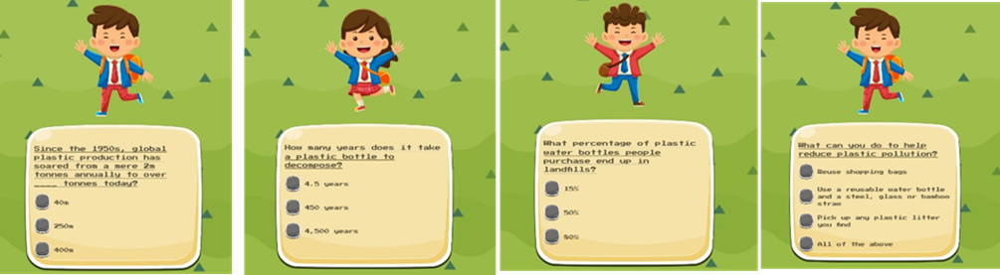 Since the 1950s, global
plastic production has
soared from a mere 2m
tonnes annually to over
____ tonnes today?
40m
250m
400m
How many years does it take
a plastic bottle to
decompose?
4.5 years
450 years
4,500 years
What percentage of plastic
water bottles people
purchase end up in
landfills?
15%
50%
80%
What can you do to help
reduce plastic pollution?
Reuse shopping bags
Use a reusable water bottle
and a steel, glass or bamboo
straw
Pick up any plastic litter
you find
All of the above